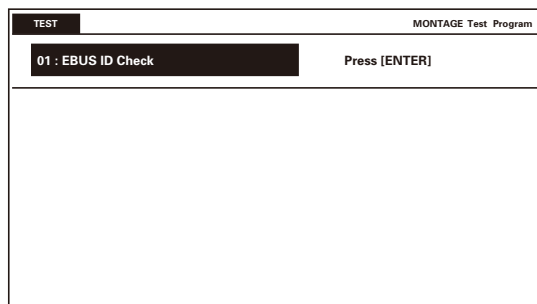 TEST
MONTAGE Test Program
01 : EBUS ID Check
Press [ENTER]